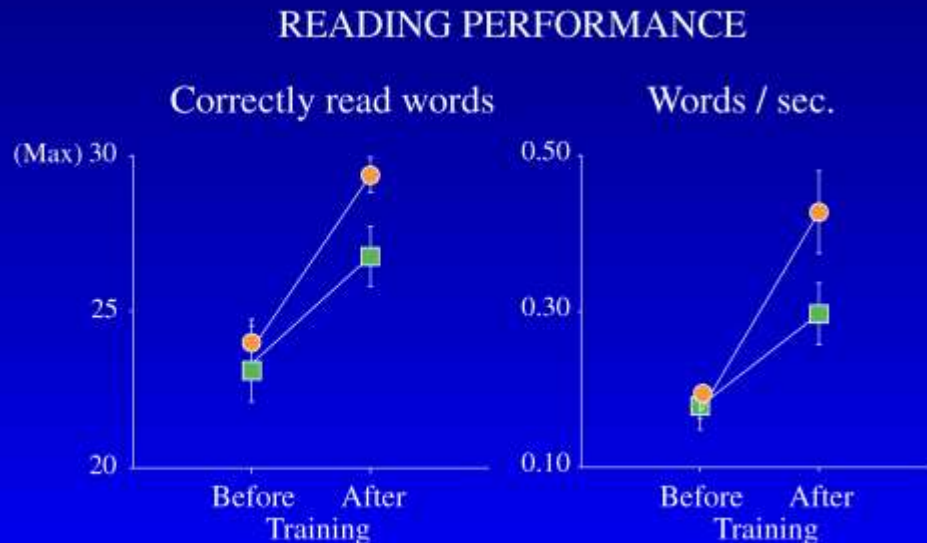 READING PERFORMANCE
Correctly read words
Words / sec.
(Max) 30
25
20
0.50
0.30
0.10
Before After
Training
Before After
Training